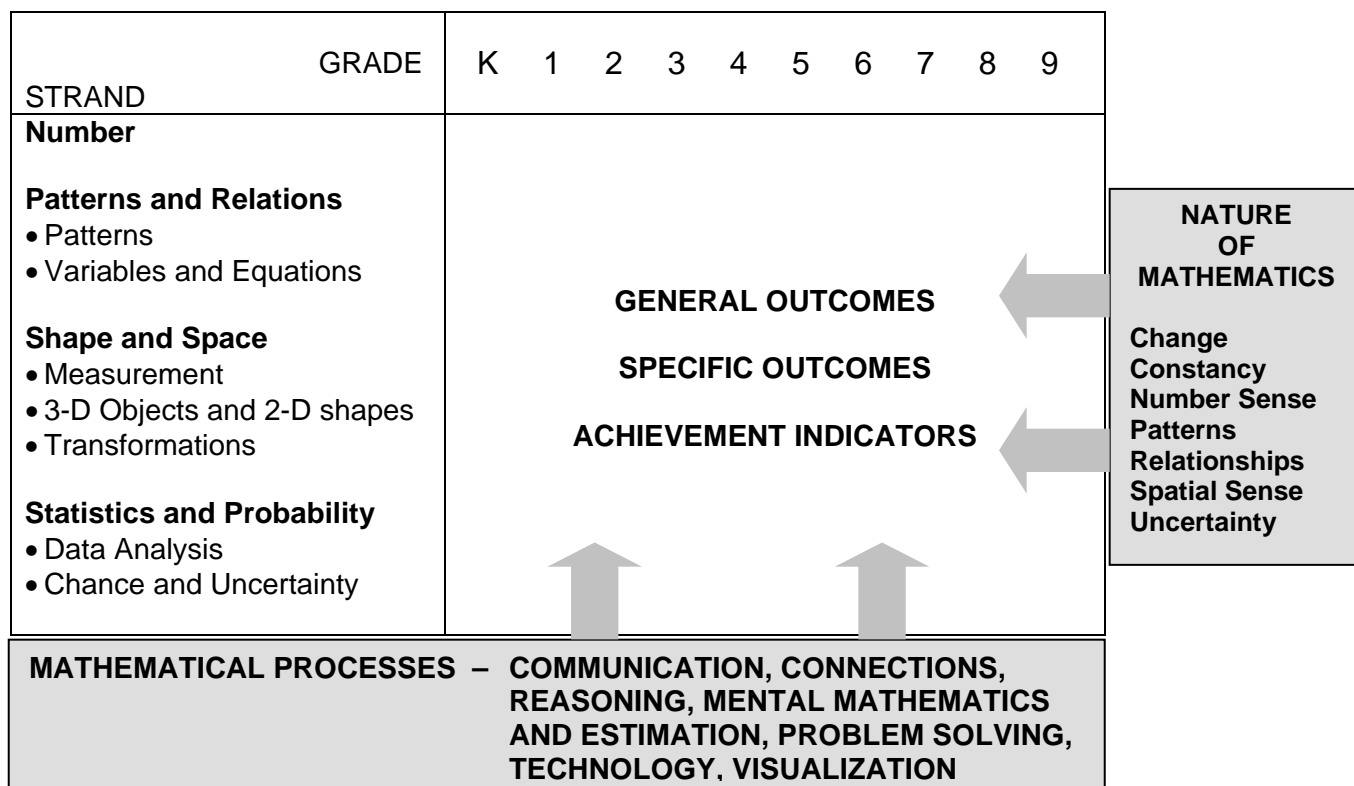 GRADE
K 1 2 3 4 5 6 7 8 9
STRAND
Number
Patterns and Relations
• Patterns
• Variables and Equations
Shape and Space
• Measurement
• 3-D Objects and 2-D shapes
• Transformations
Statistics and Probability
• Data Analysis
• Chance and Uncertainty
GENERAL OUTCOMES
SPECIFIC OUTCOMES
ACHIEVEMENT INDICATORS
NATURE
OF
MATHEMATICS
Change
Constancy
Number Sense
Patterns
Relationships
Spatial Sense
Uncertainty
MATHEMATICAL PROCESSES – COMMUNICATION, CONNECTIONS,
REASONING, MENTAL MATHEMATICS
AND ESTIMATION, PROBLEM SOLVING,
TECHNOLOGY, VISUALIZATION